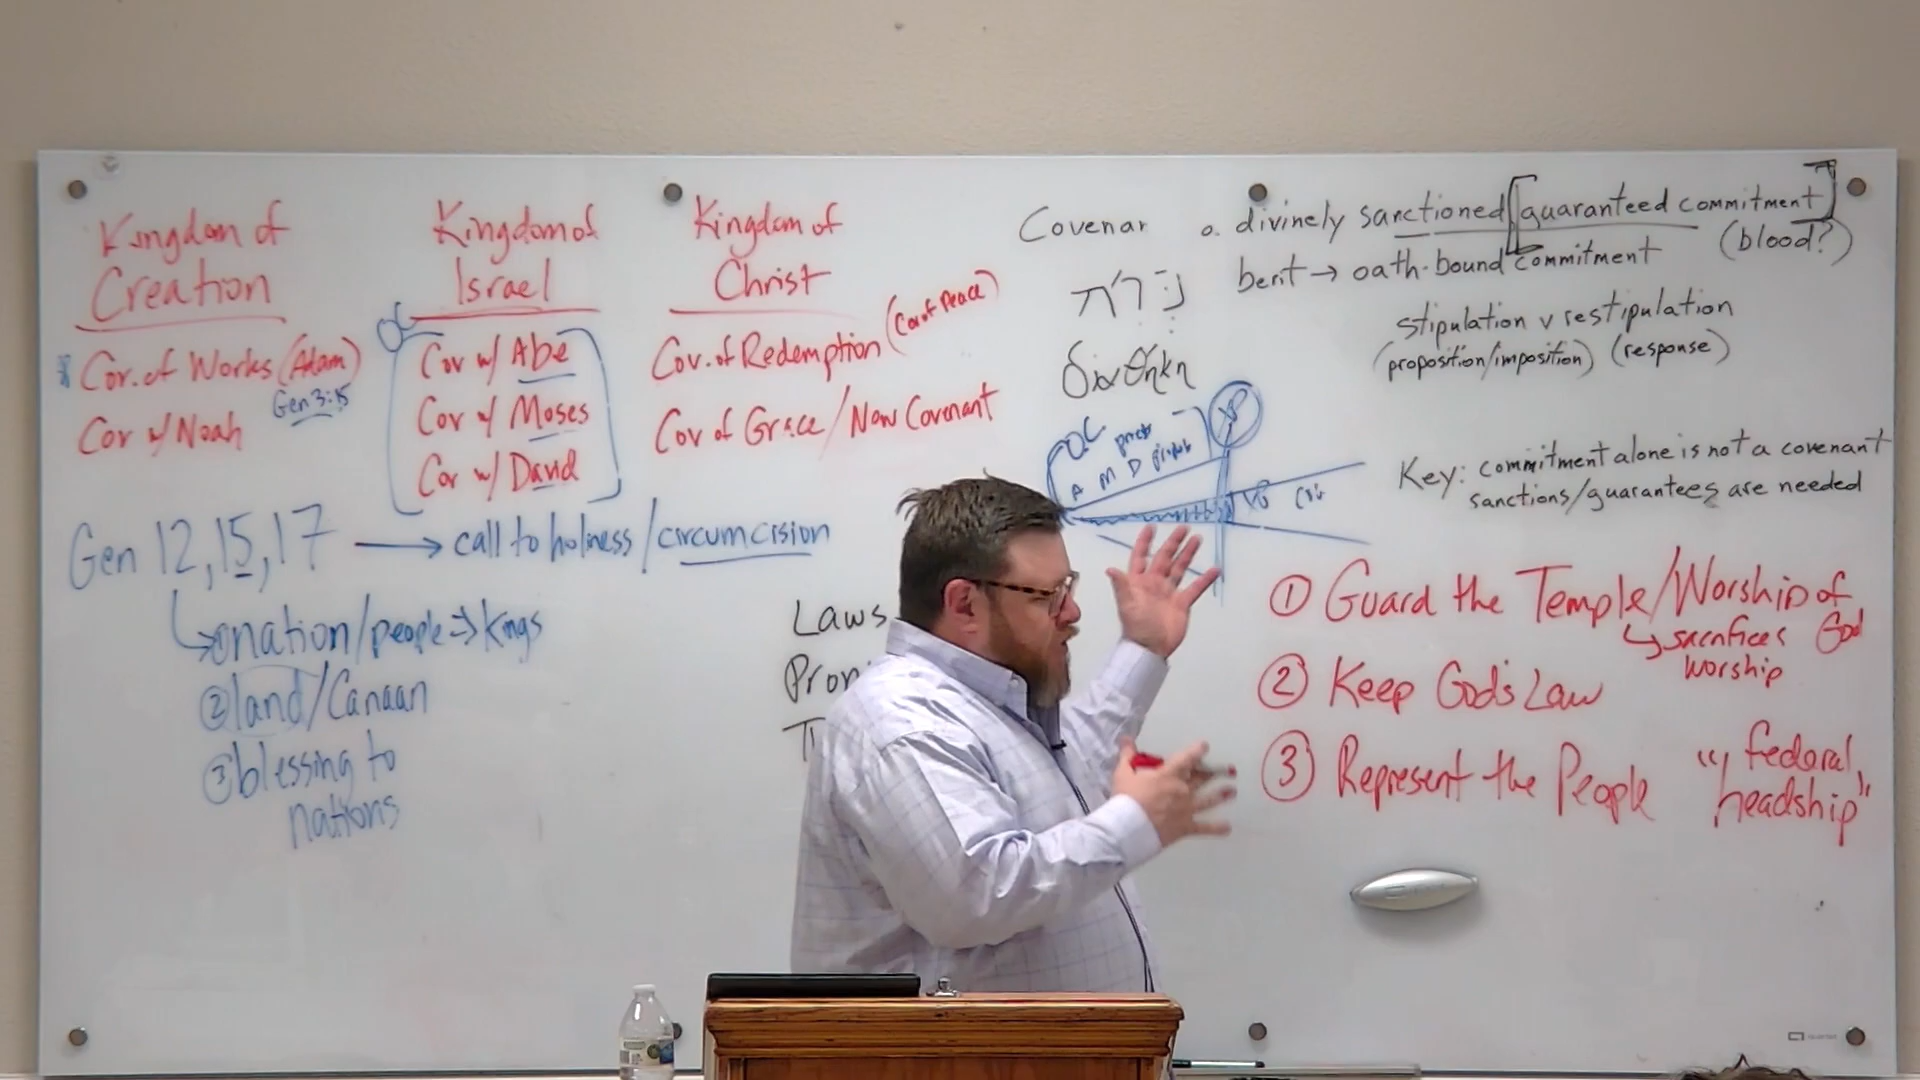 Kingdom of
Creation
Cov. of Works (Adam)
Gen 3:15
Cov w/ Noah
Kingdom of
Israel
OC
Cov w/ Abe
Cov w/ Moses
Cov w/ David
Kingdom of
Christ
Cov. of Redemption (Cov of Peace)
Cov of Grace / New Covenant
Gen 12, 15, 17 → call to holiness / circumcision
① nation / people => kings
② land / Canaan
③ blessing to
nations
Laws
Covenan
διαθήκη
a. divinely sanctioned [guaranteed commitment]
(blood?)
berit → oath-bound commitment
stipulation v restipulation
(proposition/imposition) (response)
OC
A M D
Key: commitment alone is not a covenant
sanctions/guarantees are needed
① Guard the Temple / Worship of
God
↳ sacrifices
worship
② Keep God's Law
③ Represent the People
"federal
headship"